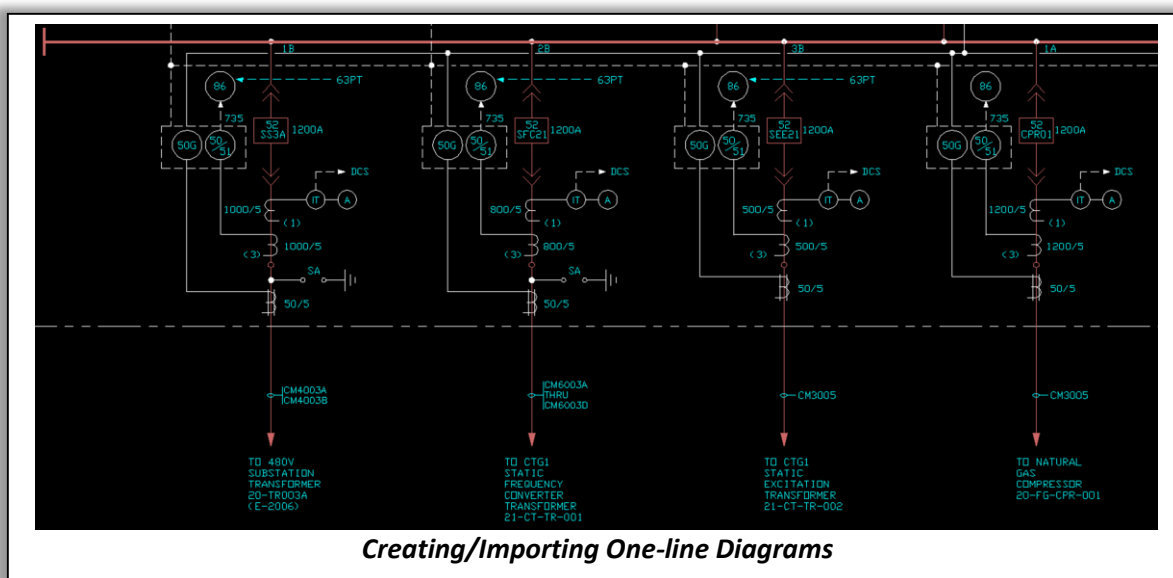 1B
2B
3B
1A
86
63PT
735
52
SS3A
1200A
50G
50/51
DCS
IT
A
1000/5
(1)
1000/5
(3)
SA
50/5
CM4003A
CM4003B
TO 480V
SUBSTATION
TRANSFORMER
20-TR003A
(E-2006)
86
63PT
735
52
SFC21
1200A
50G
50/51
DCS
IT
A
800/5
(1)
800/5
(3)
SA
50/5
CM6003A
THRU
CM6003D
TO CTG1
STATIC
FREQUENCY
CONVERTER
TRANSFORMER
21-CT-TR-001
86
63PT
735
52
SEE21
1200A
50G
50/51
DCS
IT
A
500/5
(1)
500/5
(3)
50/5
CM3005
TO CTG1
STATIC
EXCITATION
TRANSFORMER
21-CT-TR-002
86
735
52
CPR01
1200A
50G
50/51
DCS
IT
A
1200/5
(1)
1200/5
(3)
50/5
CM3005
TO NATURAL
GAS
COMPRESSOR
20-FG-CPR-001
Creating/Importing One-line Diagrams